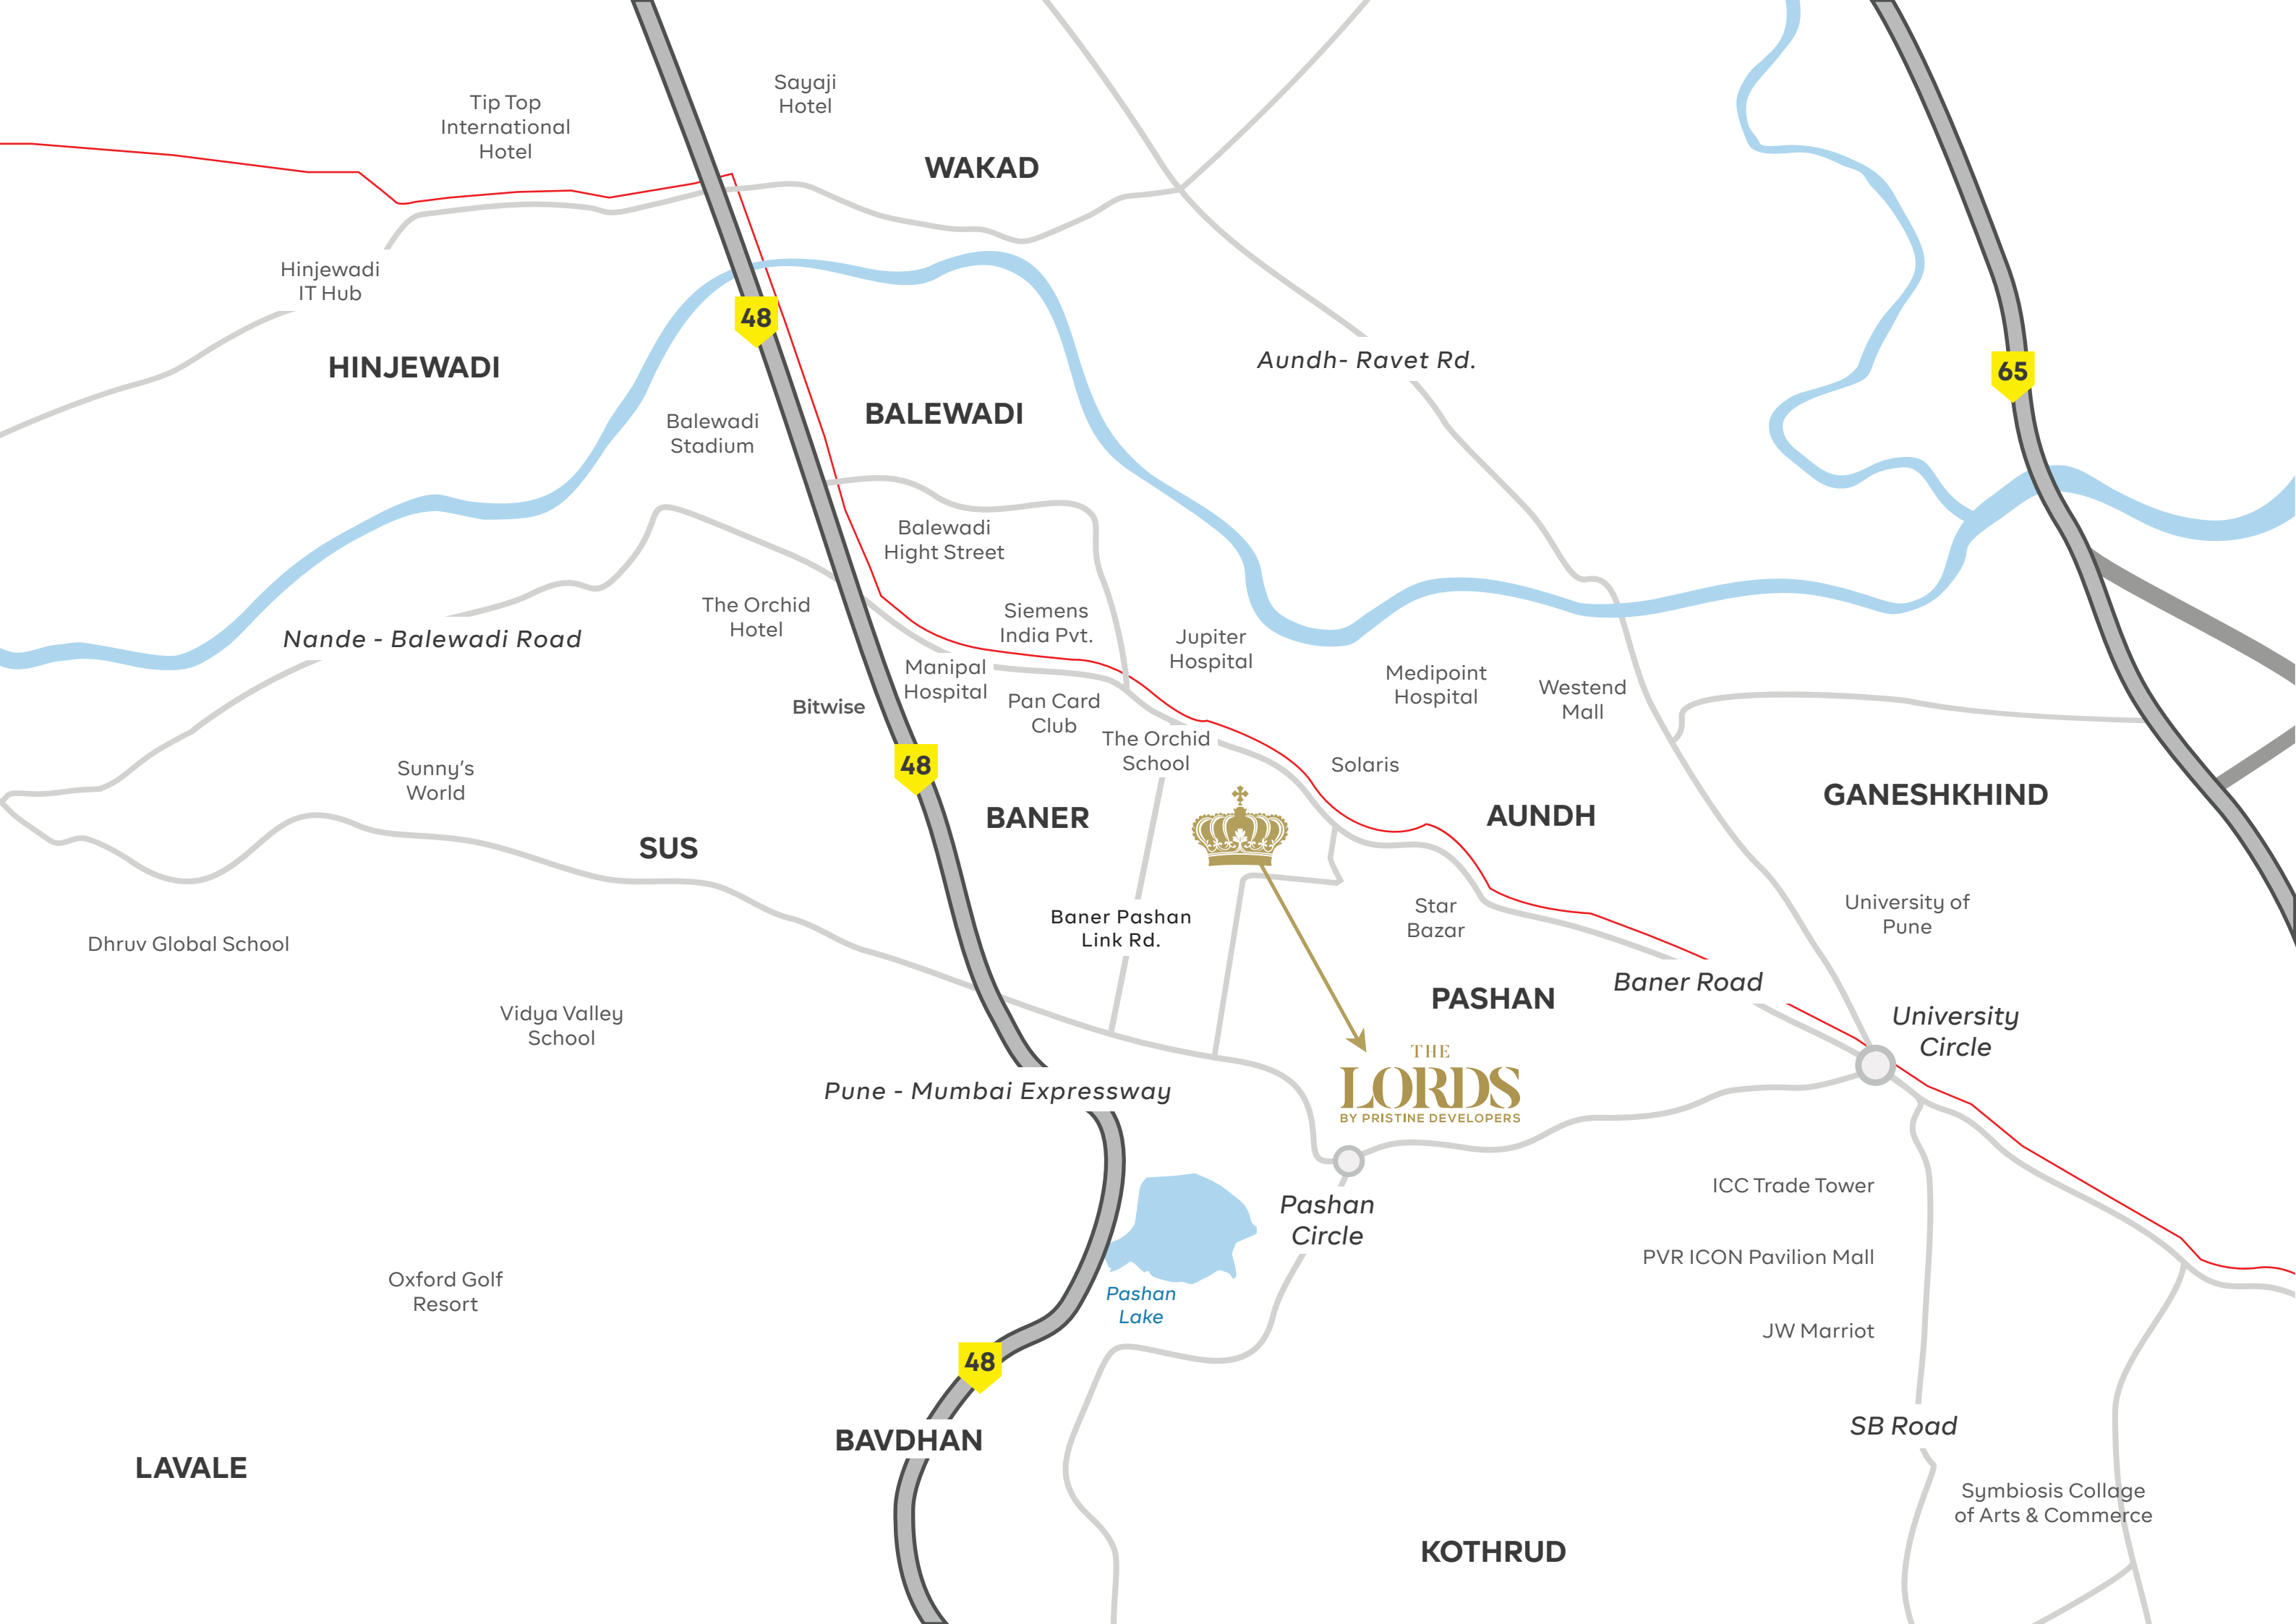 Sayaji
Hotel
Tip Top
International
Hotel
WAKAD
Hinjewadi
IT Hub
48
HINJEWADI
Aundh- Ravet Rd.
65
BALEWADI
Balewadi
Stadium
Balewadi
Hight Street
The Orchid
Hotel
Siemens
India Pvt.
Nande - Balewadi Road
Jupiter
Hospital
Manipal
Hospital
Medipoint
Hospital
Westend
Mall
Bitwise
Pan Card
Club
The Orchid
School
48
Sunny's
World
Solaris
GANESHKHIND
BANER
AUNDH
SUS
Baner Pashan
Link Rd.
Star
Bazar
University of
Pune
Dhruv Global School
Baner Road
PASHAN
Vidya Valley
School
University
Circle
THE
LORDS
BY PRISTINE DEVELOPERS
Pune - Mumbai Expressway
ICC Trade Tower
Pashan
Circle
PVR ICON Pavilion Mall
Oxford Golf
Resort
Pashan
Lake
JW Marriot
48
SB Road
BAVDHAN
LAVALE
Symbiosis Collage
of Arts & Commerce
KOTHRUD